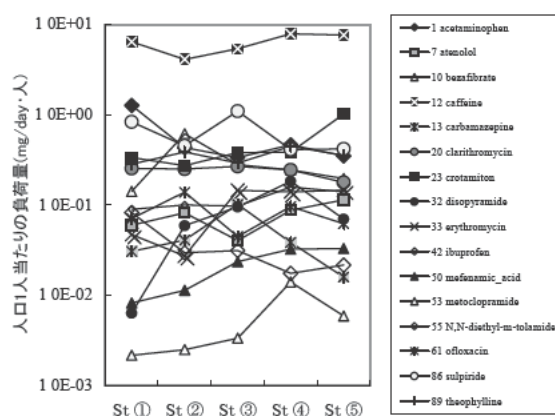 人口1人当たりの負荷量(mg/day・人)
1 0E+01
1 0E+00
1 0E-01
1 0E-02
1 0E-03
St ① St ② St ③ St ④ St ⑤
1 acetaminophen
7 atenolol
10 bezafibrate
12 caffeine
13 carbamazepine
20 clarithromycin
23 crotamiton
32 disopyramide
33 erythromycin
42 ibuprofen
50 mefenamic_acid
53 metoclopramide
55 N,N-diethyl-m-tolamide
61 ofloxacin
86 sulpiride
89 theophylline